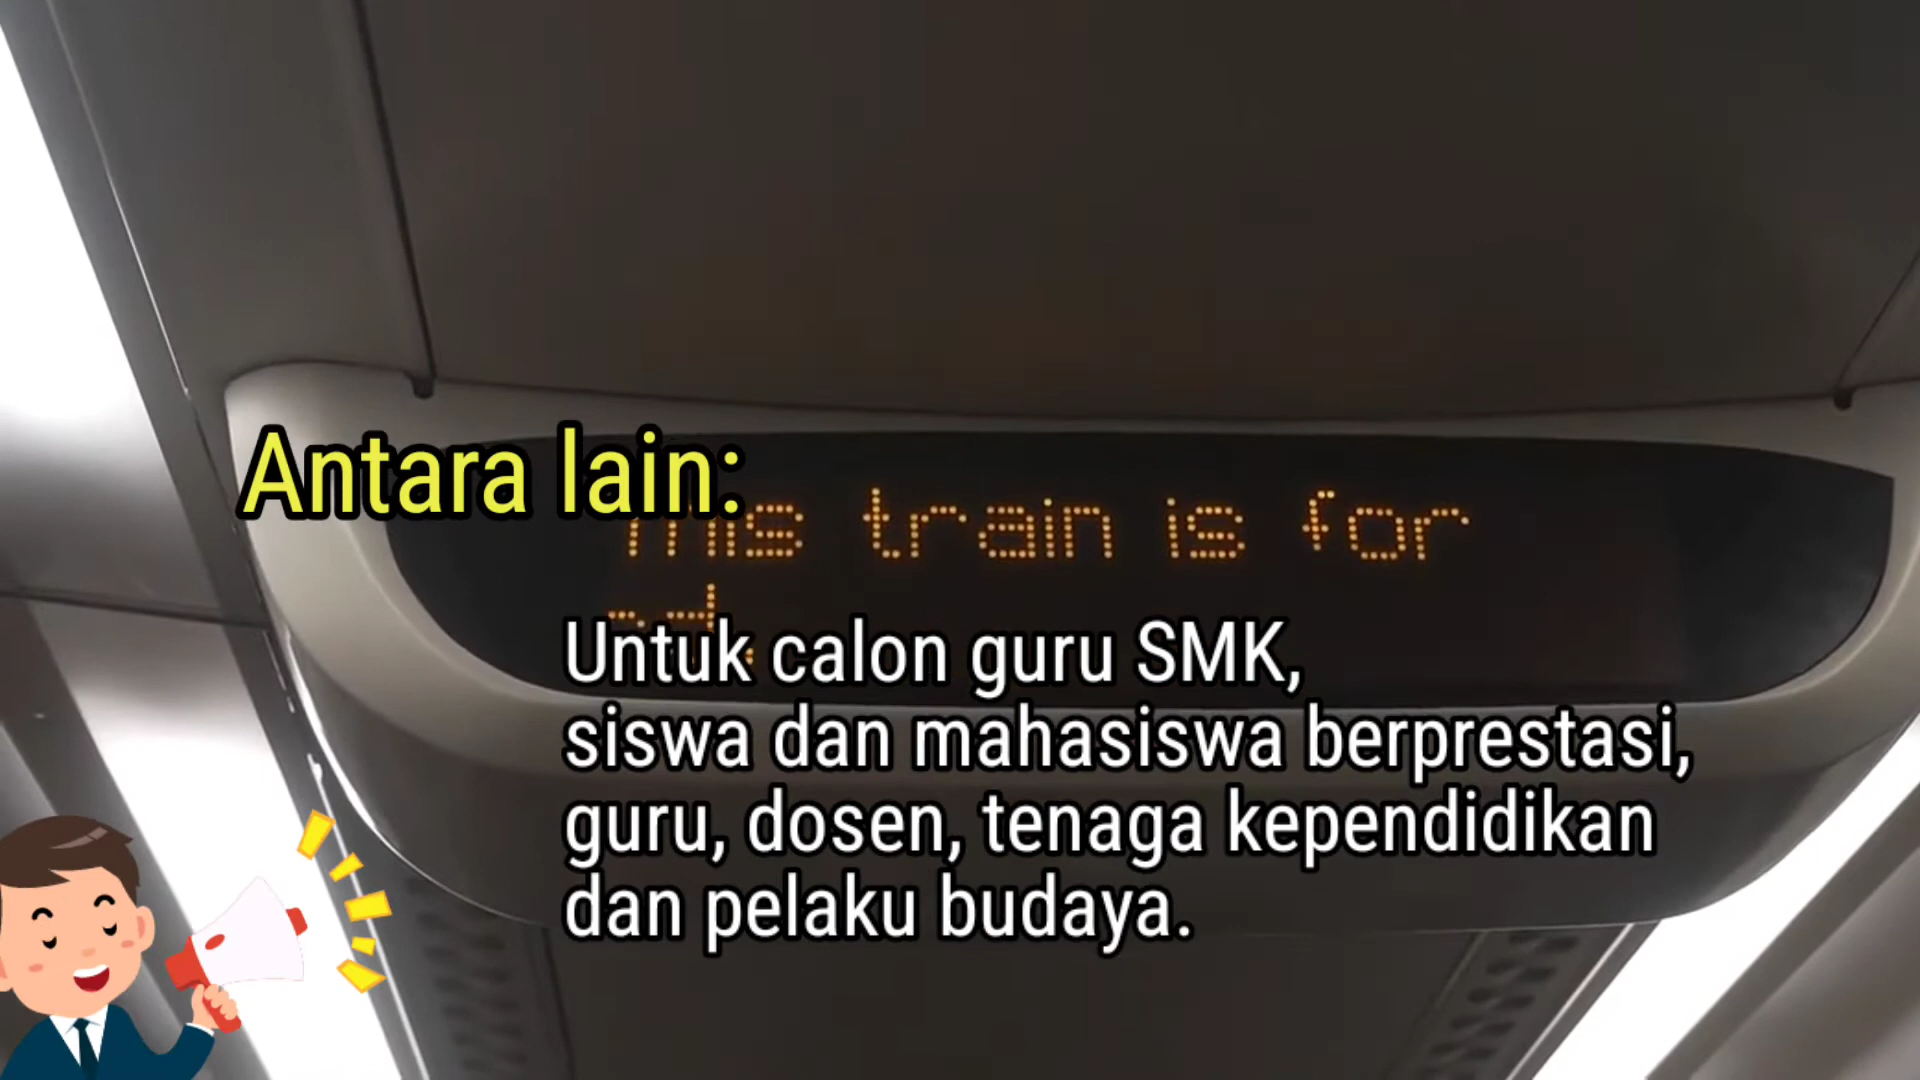 Antara lain:
This train is for
Untuk calon guru SMK,
siswa dan mahasiswa berprestasi,
guru, dosen, tenaga kependidikan
dan pelaku budaya.